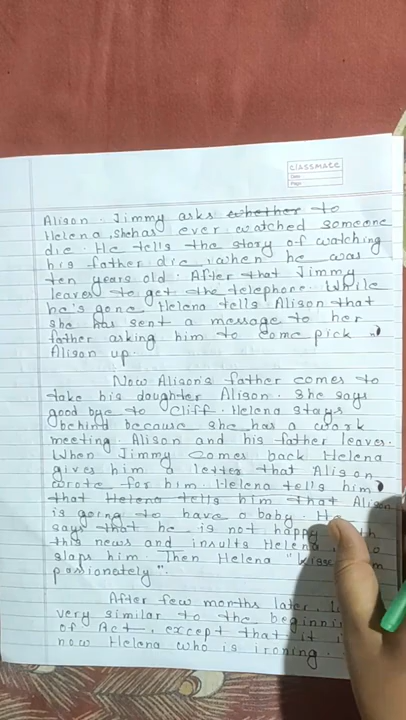 classmate
Date
Page
Alison. Jimmy asks whether to
Helena, she has ever watched someone
die. He tells the story of watching
his father die, when he was
ten years old. After that Jimmy
leaves to get the telephone. While
he's gone Helena tells Alison that
she has sent a message to her
father asking him to come pick
Alison up.
Now Alison's father comes to
take his daughter Alison. She says
good bye to Cliff. Helena stays
behind because she has a work
meeting. Alison and his father leaves.
When Jimmy comes back Helena
gives him a letter that Alison
wrote for him. Helena tells him
that Helena tells him that Alison
is going to have a baby. He
says that he is not happy
this news and insults Helena
slaps him. Then Helena "kisses
passionately".
After few months later,
very similar to the
of Act, except that it
now Helena who is ironing.